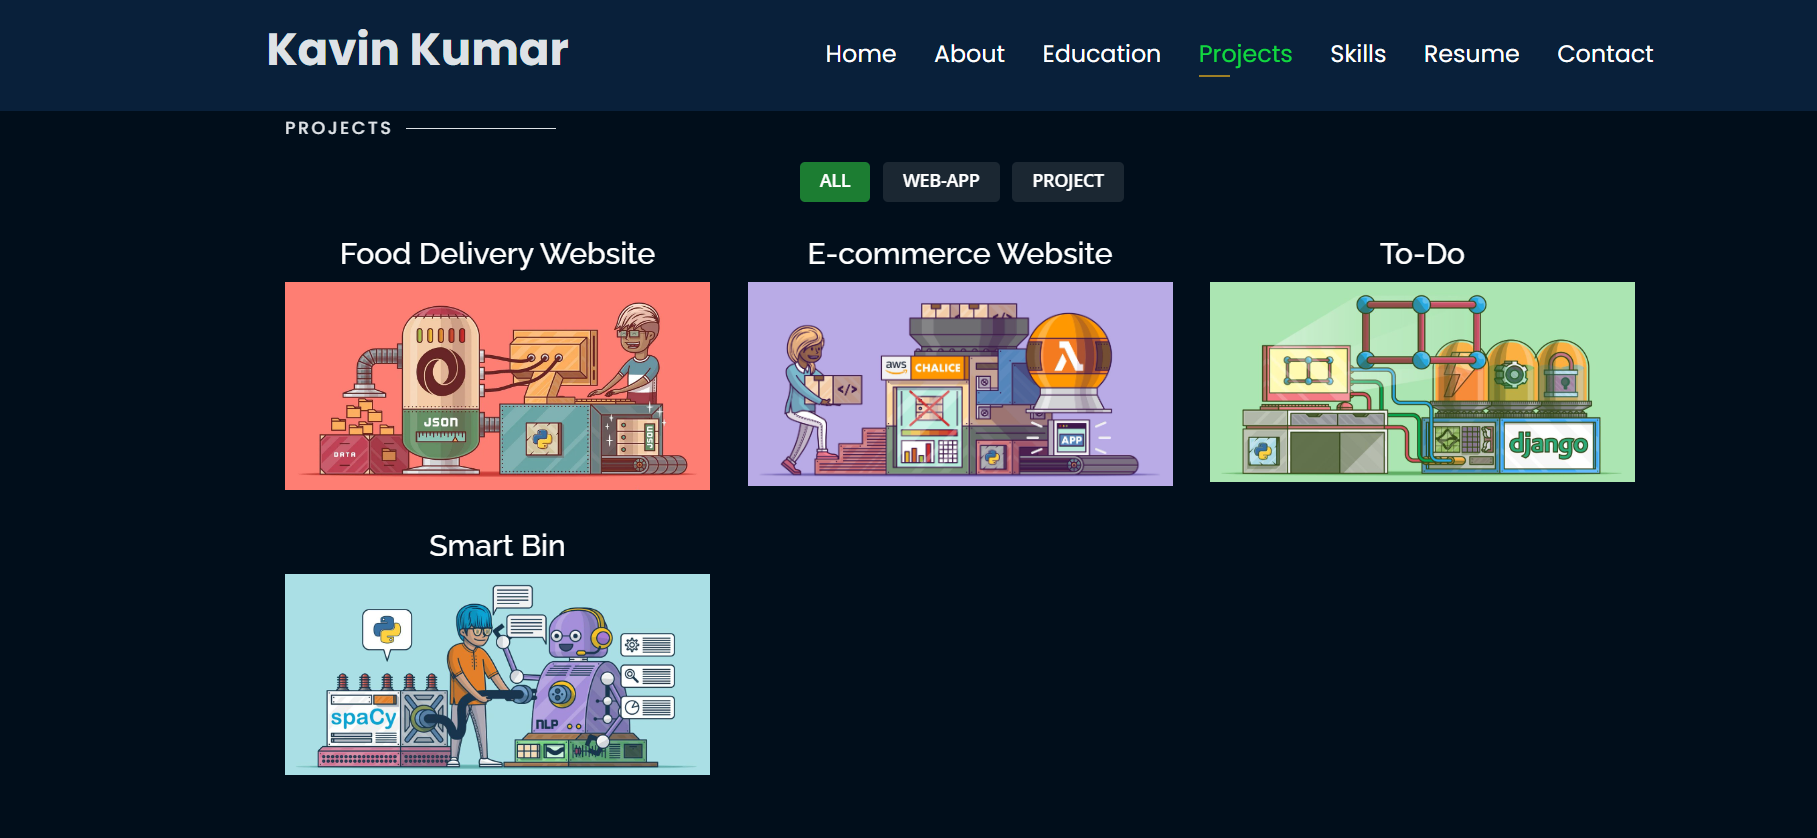 Kavin Kumar
Home About Education Projects Skills Resume Contact
PROJECTS
ALL WEB-APP PROJECT
Food Delivery Website
E-commerce Website
To-Do
JSON
DATA
JSON
aws CHALICE
</>
APP
django
Smart Bin
spaCy
NLP